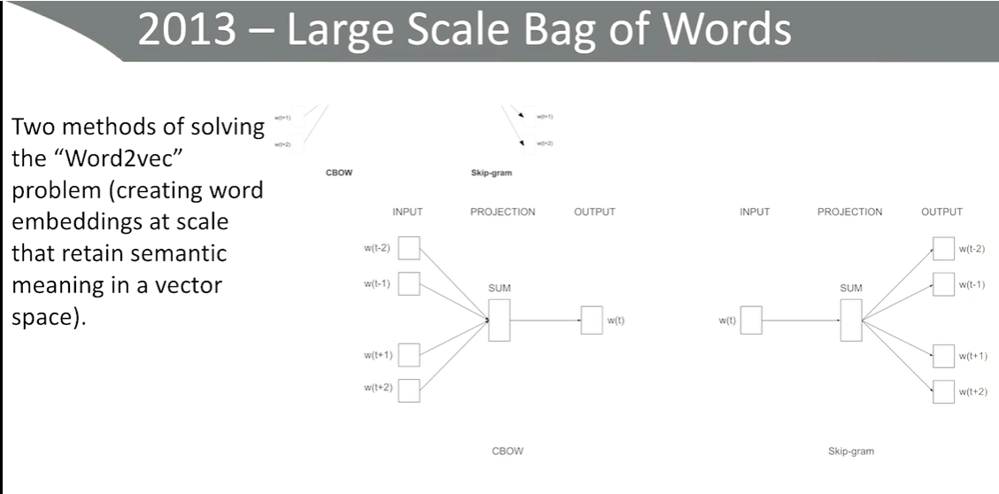 2013 – Large Scale Bag of Words
Two methods of solving
the “Word2vec”
problem (creating word
embeddings at scale
that retain semantic
meaning in a vector
space).
w(t+1)
w(t+2)
CBOW
w(t+1)
w(t+2)
Skip-gram
INPUT PROJECTION OUTPUT
w(t-2)
w(t-1)
SUM
w(t)
w(t+1)
w(t+2)
CBOW
INPUT PROJECTION OUTPUT
w(t-2)
w(t-1)
SUM
w(t)
w(t+1)
w(t+2)
Skip-gram